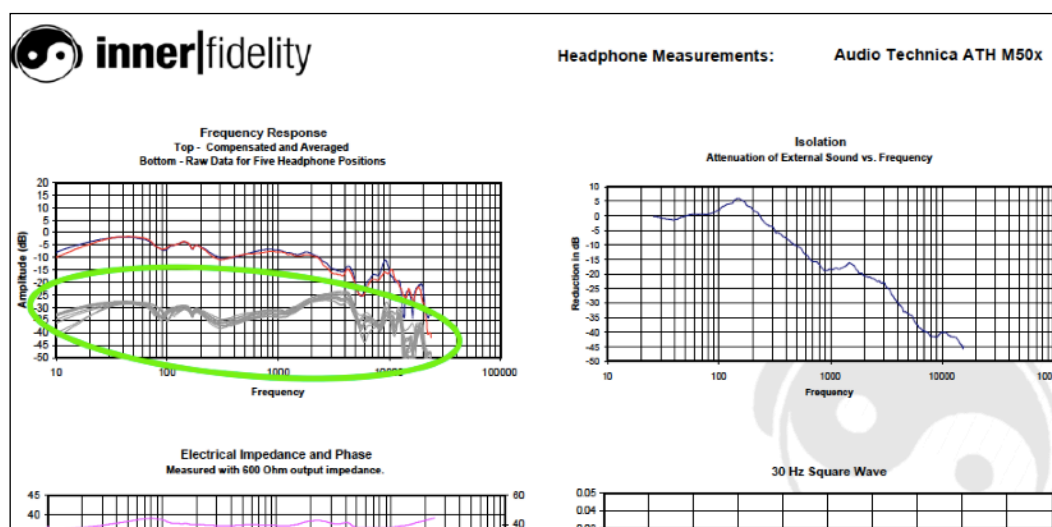 inner|fidelity
Headphone Measurements: Audio Technica ATH M50x
Frequency Response
Top - Compensated and Averaged
Bottom - Raw Data for Five Headphone Positions
20
15
10
5
0
-5
-10
-15
-20
-25
-30
-35
-40
-45
-50
Amplitude (dB)
10 100 1000 10000 100000
Frequency
Isolation
Attenuation of External Sound vs. Frequency
10
5
0
-5
-10
-15
-20
-25
-30
-35
-40
-45
-50
Reduction in dB
10 100 1000 10000
Frequency
Electrical Impedance and Phase
Measured with 600 Ohm output impedance.
45
40
60
40
30 Hz Square Wave
0.05
0.04